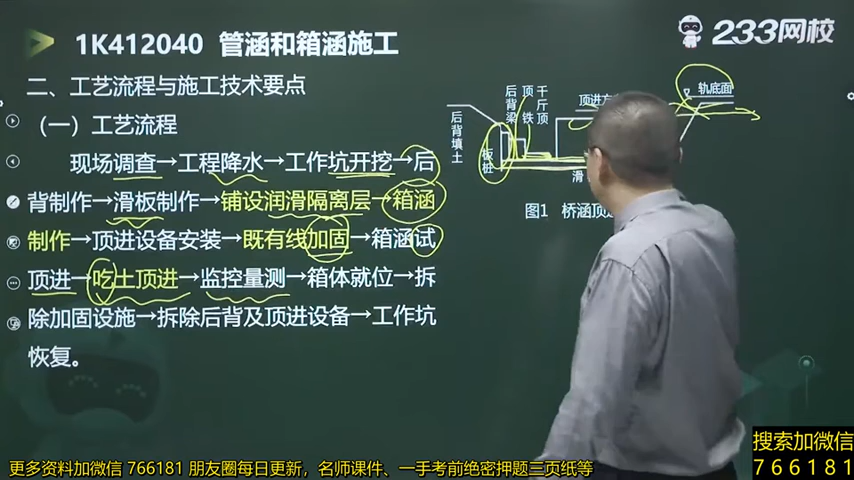 1K412040 管涵和箱涵施工
233网校
二、工艺流程与施工技术要点
（一）工艺流程
现场调查→工程降水→工作坑开挖→后
背制作→滑板制作→铺设润滑隔离层→箱涵
制作→顶进设备安装→既有线加固→箱涵试
顶进→吃土顶进→监控量测→箱体就位→拆
除加固设施→拆除后背及顶进设备→工作坑
恢复。
后背填土
板桩
后背梁
顶铁
千斤顶
顶进方
轨底面
滑
图1 桥涵顶
搜索加微信
766181
更多资料加微信 766181 朋友圈每日更新，名师课件、一手考前绝密押题三页纸等